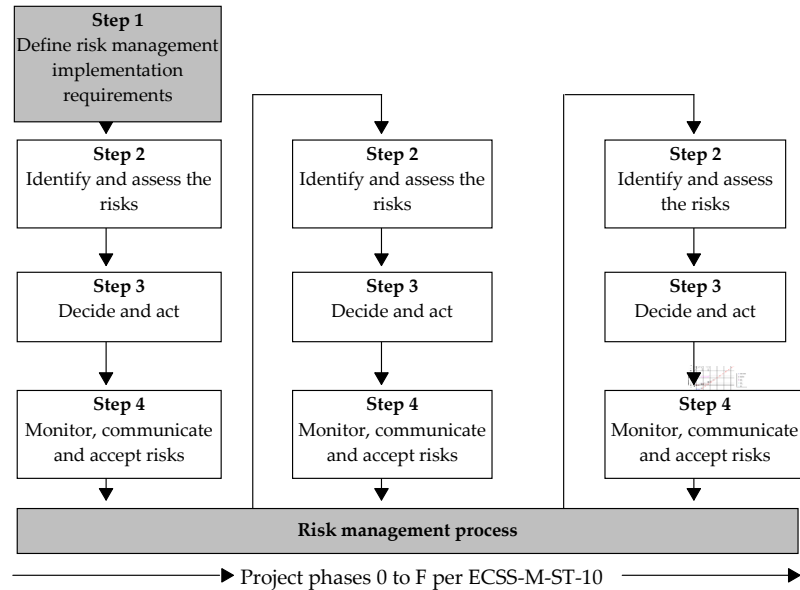 Step 1
Define risk management
implementation
requirements
Step 2
Identify and assess the
risks
Step 3
Decide and act
Step 4
Monitor, communicate
and accept risks
Step 2
Identify and assess the
risks
Step 3
Decide and act
Step 4
Monitor, communicate
and accept risks
Step 2
Identify and assess
the risks
Step 3
Decide and act
Step 4
Monitor, communicate
and accept risks
Risk management process
Project phases 0 to F per ECSS-M-ST-10